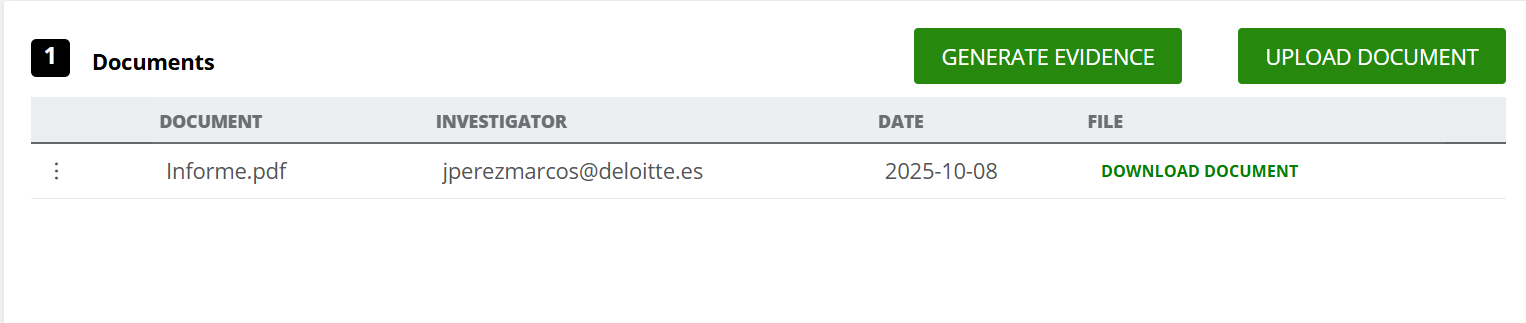 1 Documents GENERATE EVIDENCE UPLOAD DOCUMENT
DOCUMENT INVESTIGATOR DATE FILE
Informe.pdf jperezmarcos@deloitte.es 2025-10-08 DOWNLOAD DOCUMENT